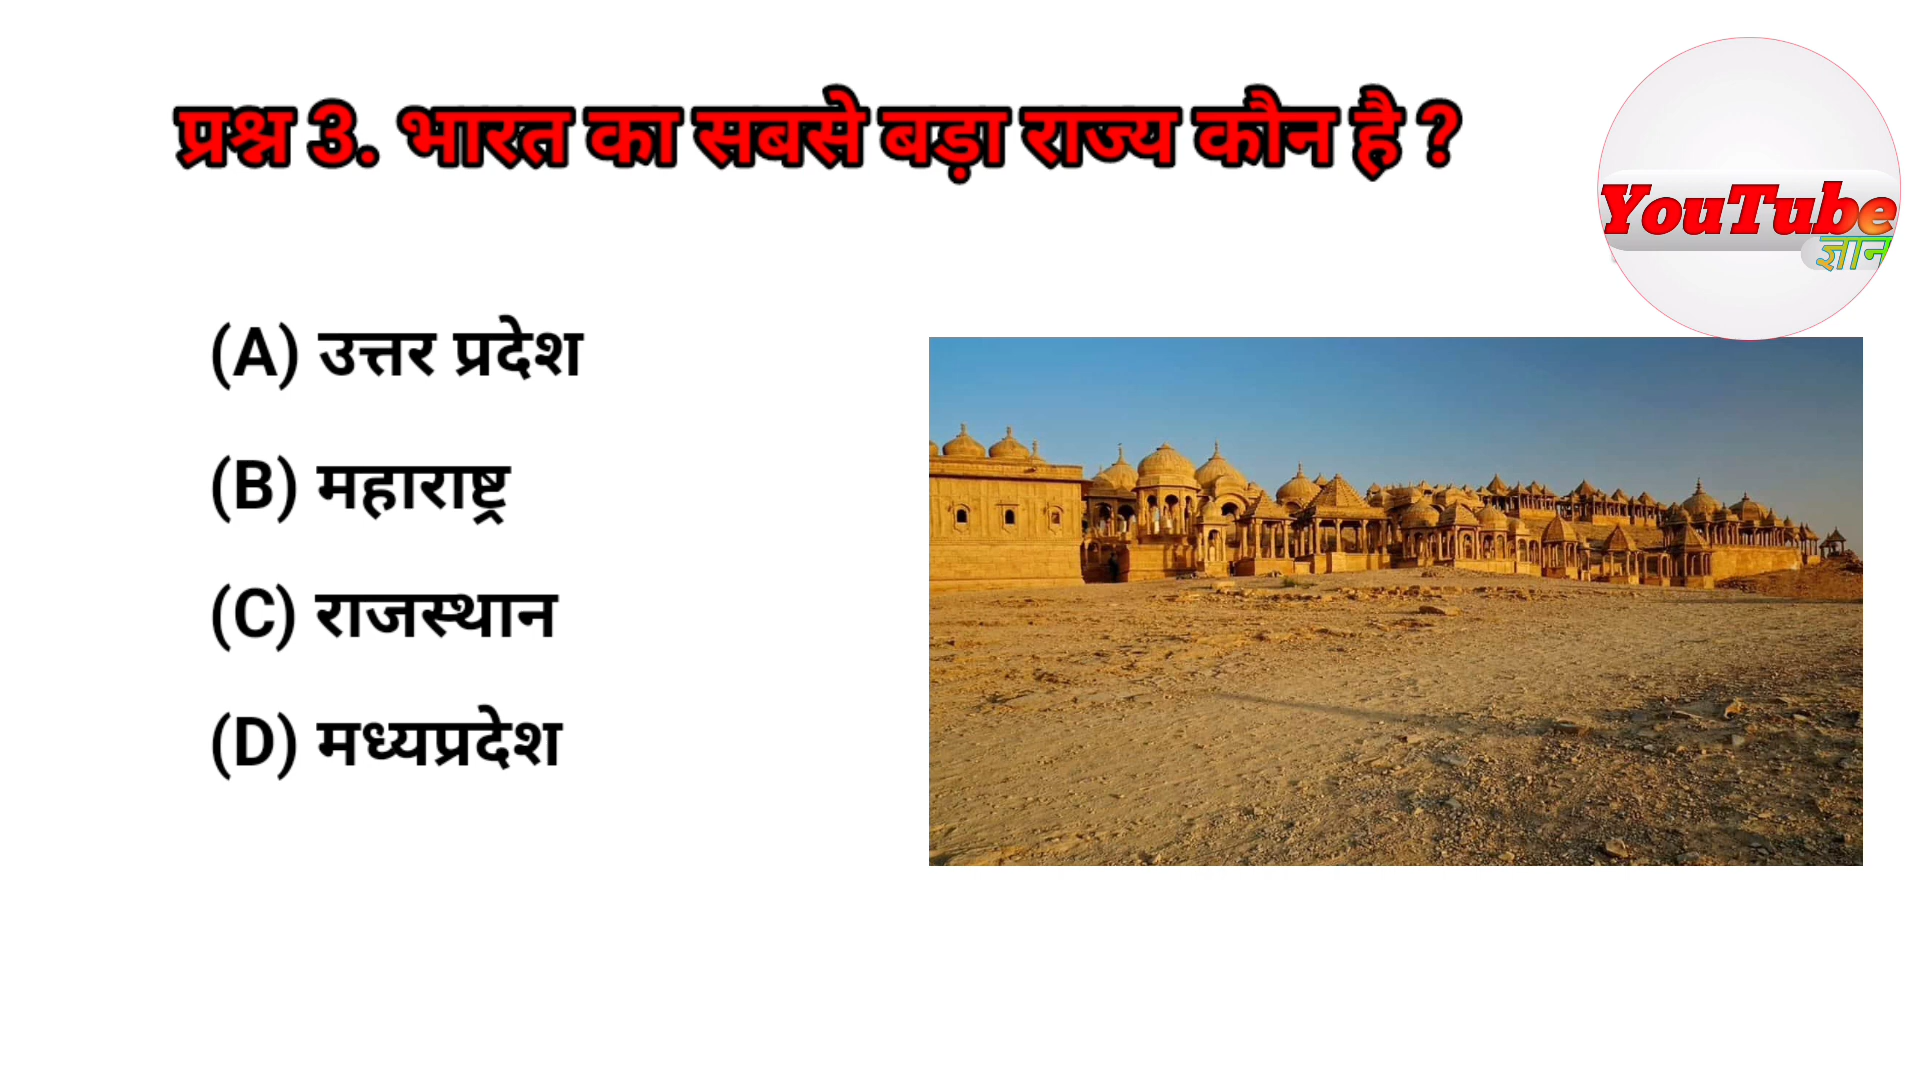 प्रश्न 3. भारत का सबसे बड़ा राज्य कौन है ?
YouTube
ज्ञान
(A) उत्तर प्रदेश
(B) महाराष्ट्र
(C) राजस्थान
(D) मध्यप्रदेश